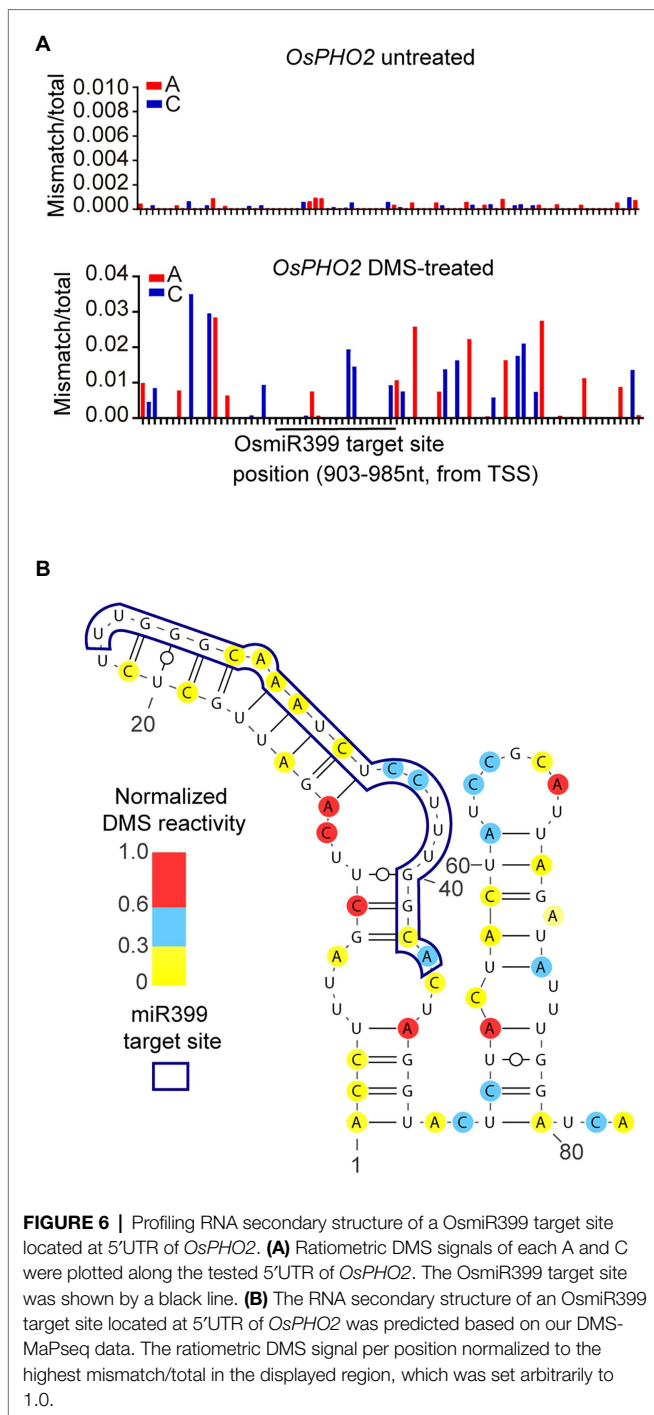 A
OsPHO2 untreated
Mismatch/total
0.010
0.008
0.006
0.004
0.002
0.000
A
C
OsPHO2 DMS-treated
Mismatch/total
0.04
0.03
0.02
0.01
0.00
A
C
OsmiR399 target site
position (903-985nt, from TSS)
B
A C C U U U A G C U U C A G A U U G C U C U U U G G G C A A A U C U C C U U U G G C A C U A G G U A C U C U A C U A C U A U C C G C A U U A G A U A U U U G G A U C A
1
20
40
60
80
Normalized
DMS reactivity
1.0
0.6
0.3
0
miR399
target site
FIGURE 6 | Profiling RNA secondary structure of a OsmiR399 target site
located at 5′UTR of OsPHO2. (A) Ratiometric DMS signals of each A and C
were plotted along the tested 5′UTR of OsPHO2. The OsmiR399 target site
was shown by a black line. (B) The RNA secondary structure of an OsmiR399
target site located at 5′UTR of OsPHO2 was predicted based on our DMS-
MaPseq data. The ratiometric DMS signal per position normalized to the
highest mismatch/total in the displayed region, which was set arbitrarily to
1.0.